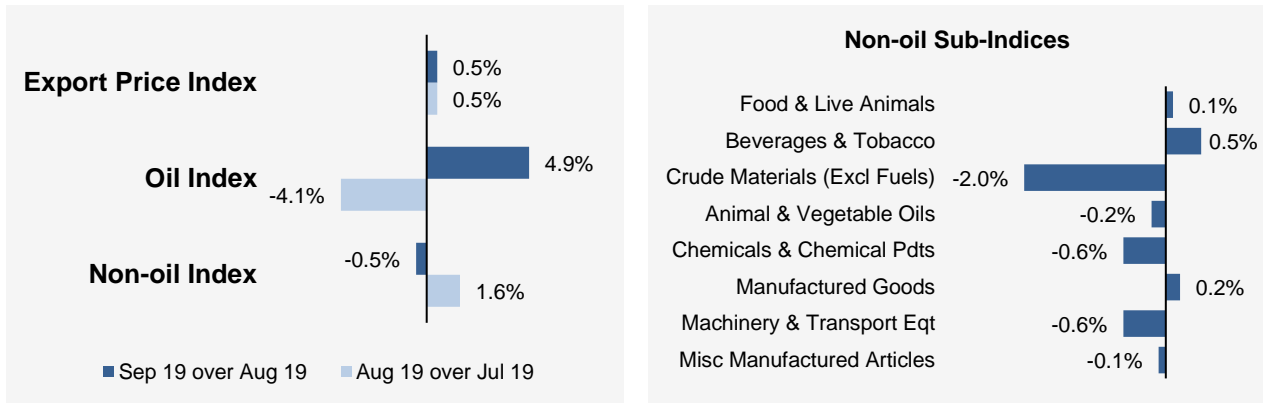 Export Price Index
0.5%
0.5%
Oil Index
4.9%
-4.1%
Non-oil Index
-0.5%
1.6%
Sep 19 over Aug 19
Aug 19 over Jul 19
Non-oil Sub-Indices
Food & Live Animals
0.1%
Beverages & Tobacco
0.5%
Crude Materials (Excl Fuels)
-2.0%
Animal & Vegetable Oils
-0.2%
Chemicals & Chemical Pdts
-0.6%
Manufactured Goods
0.2%
Machinery & Transport Eqt
-0.6%
Misc Manufactured Articles
-0.1%